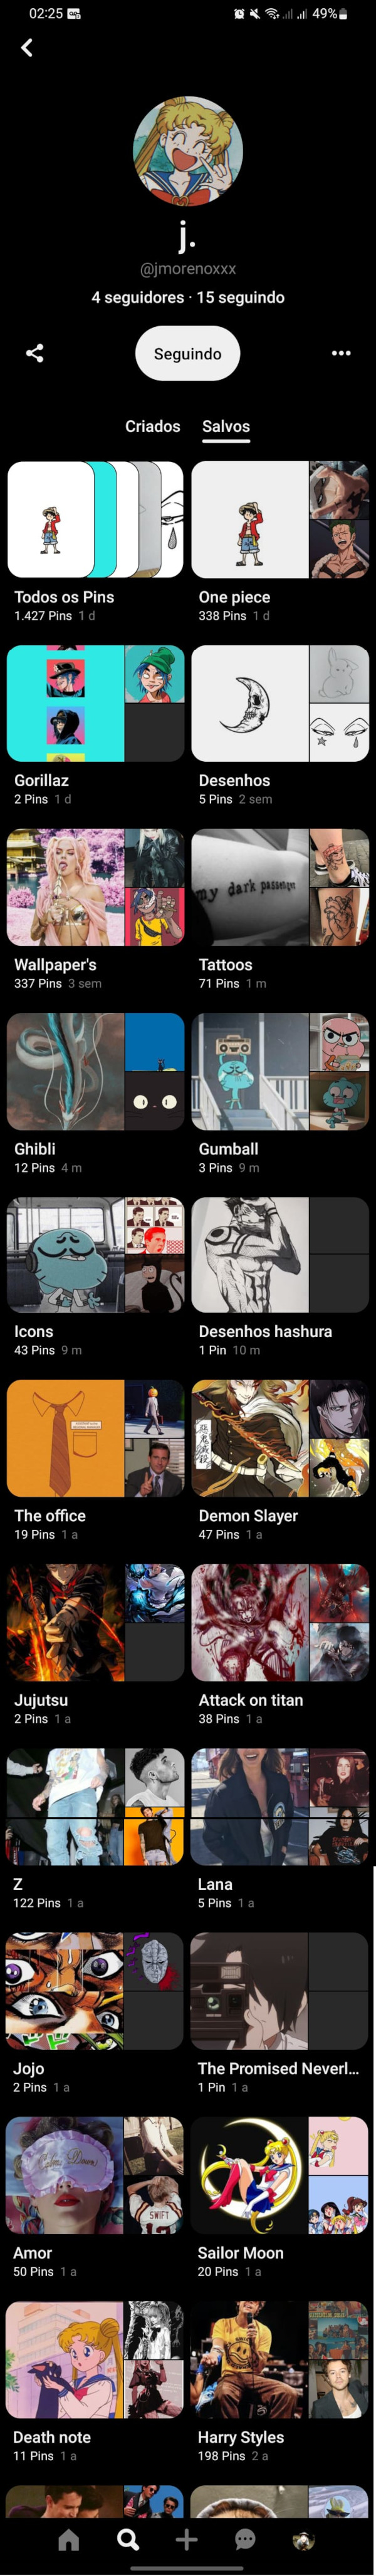 02:25
49%
j.
@jmorenoxxx
4 seguidores · 15 seguindo
Seguindo
Criados Salvos
Todos os Pins
1.427 Pins 1 d
One piece
338 Pins 1 d
Gorillaz
2 Pins 1 d
Desenhos
5 Pins 2 sem
my dark passenger
Wallpaper's
337 Pins 3 sem
Tattoos
71 Pins 1 m
Ghibli
12 Pins 4 m
Gumball
3 Pins 9 m
Icons
43 Pins 9 m
Desenhos hashura
1 Pin 10 m
The office
19 Pins 1 a
Demon Slayer
47 Pins 1 a
Jujutsu
2 Pins 1 a
Attack on titan
38 Pins 1 a
Z
122 Pins 1 a
Lana
5 Pins 1 a
Jojo
2 Pins 1 a
The Promised Neverl...
1 Pin 1 a
SWIFT
Amor
50 Pins 1 a
Sailor Moon
20 Pins 1 a
Death note
11 Pins 1 a
Harry Styles
198 Pins 2 a